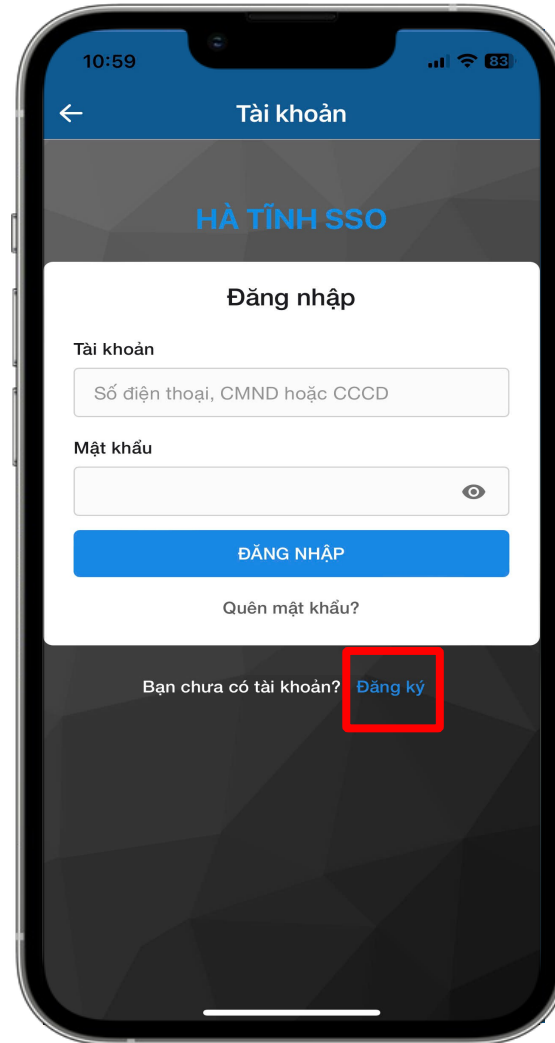 10:59
83
Tài khoản
HÀ TĨNH SSO
Đăng nhập
Tài khoản
Số điện thoại, CMND hoặc CCCD
Mật khẩu
ĐĂNG NHẬP
Quên mật khẩu?
Bạn chưa có tài khoản? Đăng ký